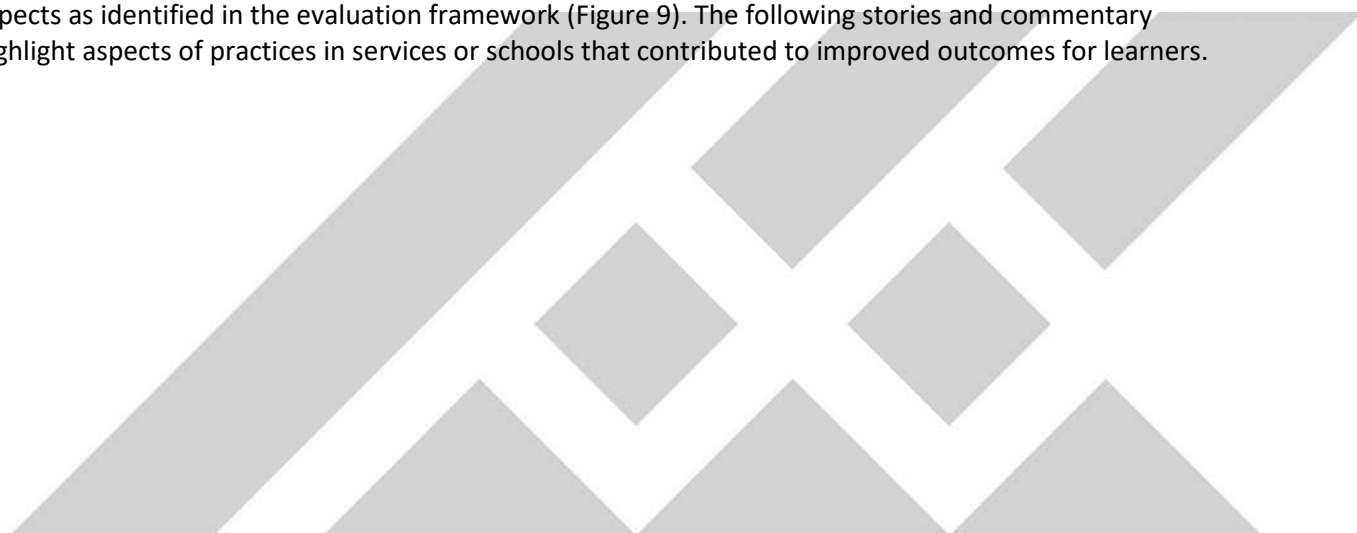 pects as identified in the evaluation framework (Figure 9). The following stories and commentary
ghlight aspects of practices in services or schools that contributed to improved outcomes for learners.